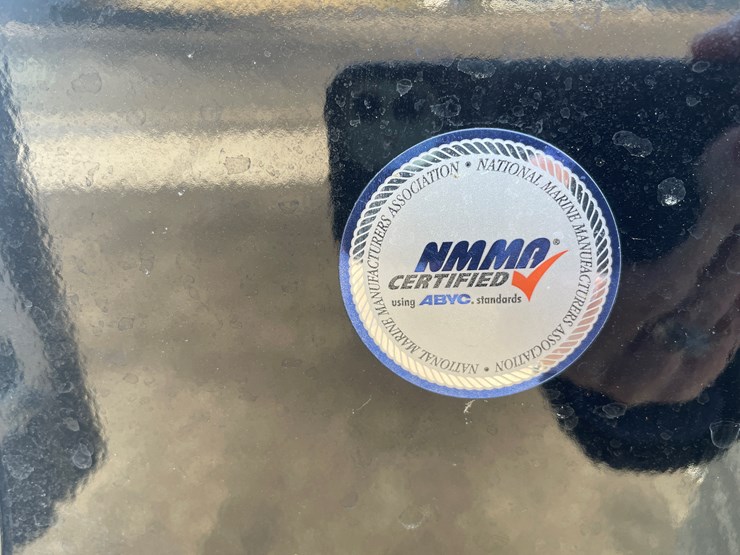 NATIONAL MARINE MANUFACTURERS ASSOCIATION • NATIONAL MARINE MANUFACTURERS ASSOCIATION •
NMMA®
CERTIFIED
using ABYC. standards